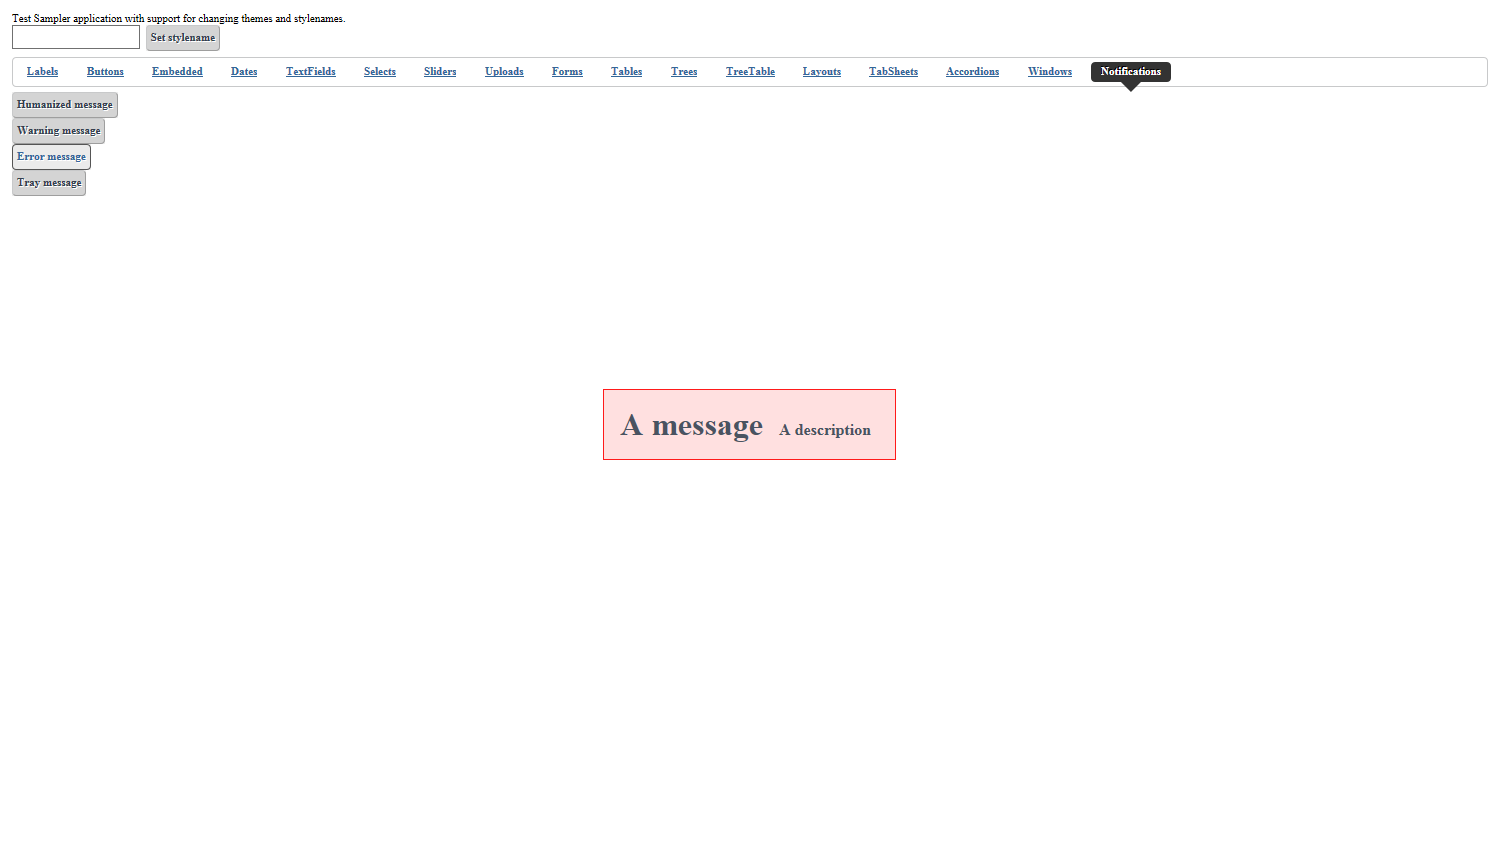 Test Sampler application with support for changing themes and stylenames.
Set stylename
Labels Buttons Embedded Dates TextFields Selects Sliders Uploads Forms Tables Trees TreeTable Layouts TabSheets Accordions Windows Notifications
Humanized message
Warning message
Error message
Tray message
A message A description